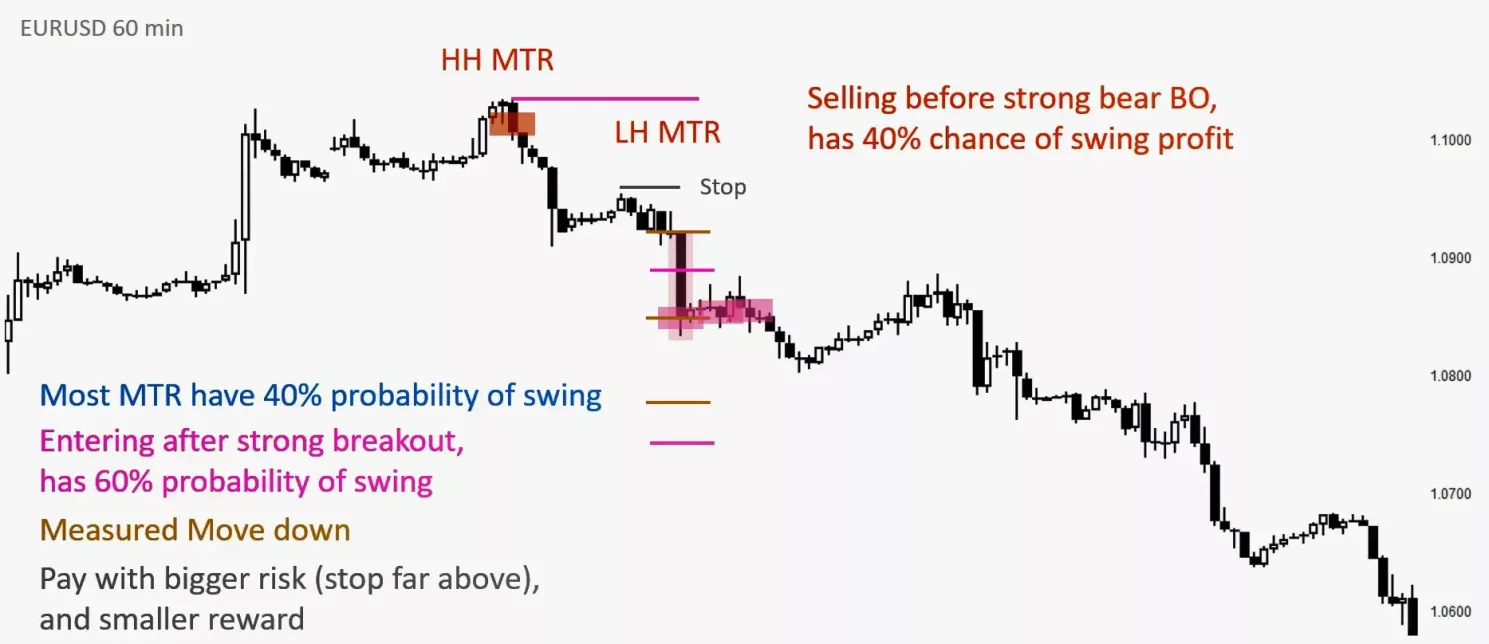 EURUSD 60 min
HH MTR
Selling before strong bear BO,
has 40% chance of swing profit
LH MTR
Stop
1.1000
1.0900
1.0800
1.0700
1.0600
Most MTR have 40% probability of swing
Entering after strong breakout,
has 60% probability of swing
Measured Move down
Pay with bigger risk (stop far above),
and smaller reward